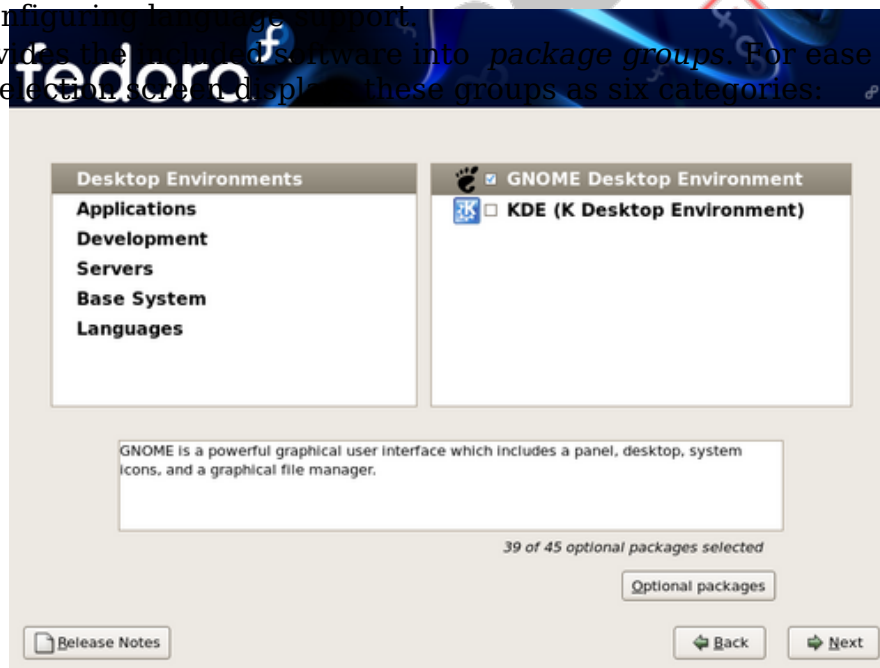 nfiguring language support.
vides the included software into package groups. For ease
election screen displays these groups as six categories:
fedora
Desktop Environments
Applications
Development
Servers
Base System
Languages
GNOME Desktop Environment
KDE (K Desktop Environment)
GNOME is a powerful graphical user interface which includes a panel, desktop, system
icons, and a graphical file manager.
39 of 45 optional packages selected
Optional packages
Release Notes
Back
Next